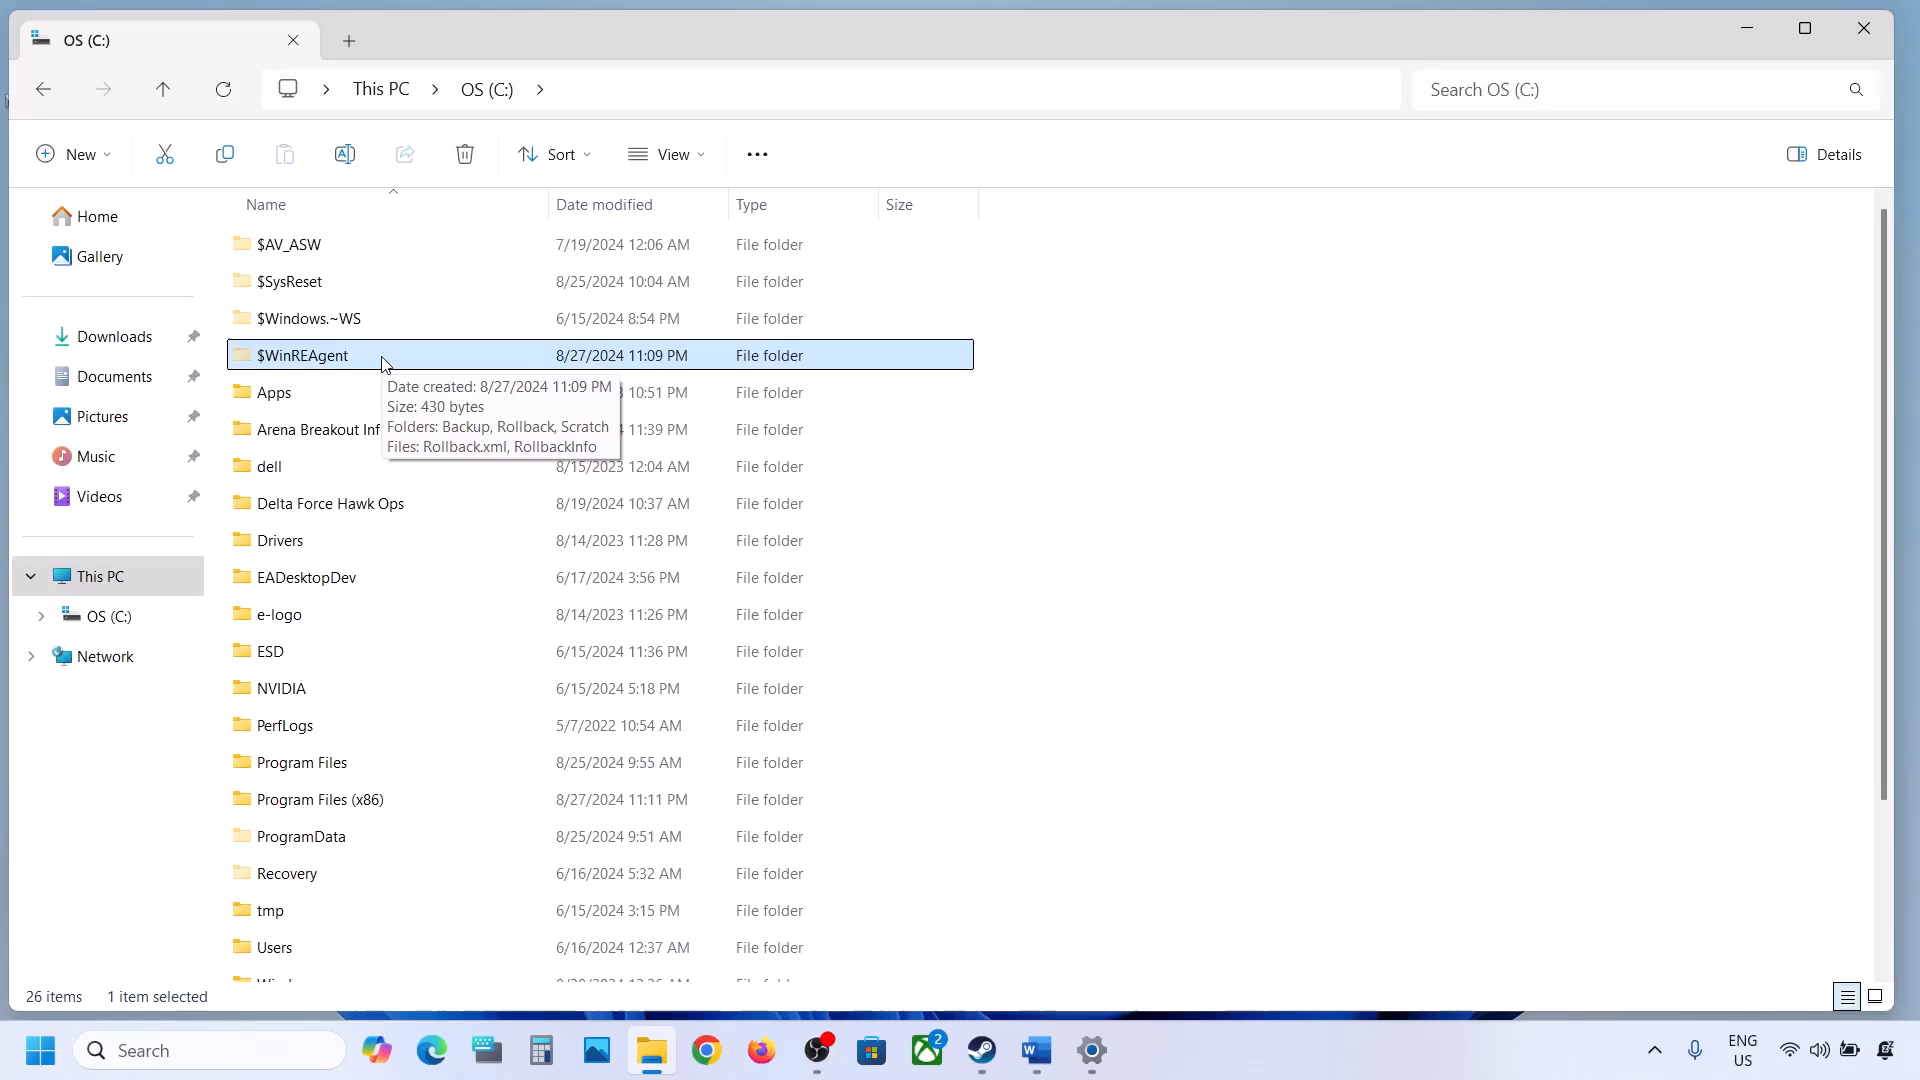 OS (C:)
This PC
OS (C:)
Search OS (C:)
New
Sort
View
Details
Name
Date modified
Type
Size
Home
Gallery
Downloads
Documents
Pictures
Music
Videos
This PC
OS (C:)
Network
$AV_ASW 7/19/2024 12:06 AM File folder
$SysReset 8/25/2024 10:04 AM File folder
$Windows.~WS 6/15/2024 8:54 PM File folder
$WinREAgent 8/27/2024 11:09 PM File folder
Apps 10:51 PM File folder
Arena Breakout Inf 11:39 PM File folder
dell 8/15/2023 12:04 AM File folder
Delta Force Hawk Ops 8/19/2024 10:37 AM File folder
Drivers 8/14/2023 11:28 PM File folder
EADesktopDev 6/17/2024 3:56 PM File folder
e-logo 8/14/2023 11:26 PM File folder
ESD 6/15/2024 11:36 PM File folder
NVIDIA 6/15/2024 5:18 PM File folder
PerfLogs 5/7/2022 10:54 AM File folder
Program Files 8/25/2024 9:55 AM File folder
Program Files (x86) 8/27/2024 11:11 PM File folder
ProgramData 8/25/2024 9:51 AM File folder
Recovery 6/16/2024 5:32 AM File folder
tmp 6/15/2024 3:15 PM File folder
Users 6/16/2024 12:37 AM File folder
Date created: 8/27/2024 11:09 PM
Size: 430 bytes
Folders: Backup, Rollback, Scratch
Files: Rollback.xml, RollbackInfo
26 items
1 item selected
Search
2
ENG
US